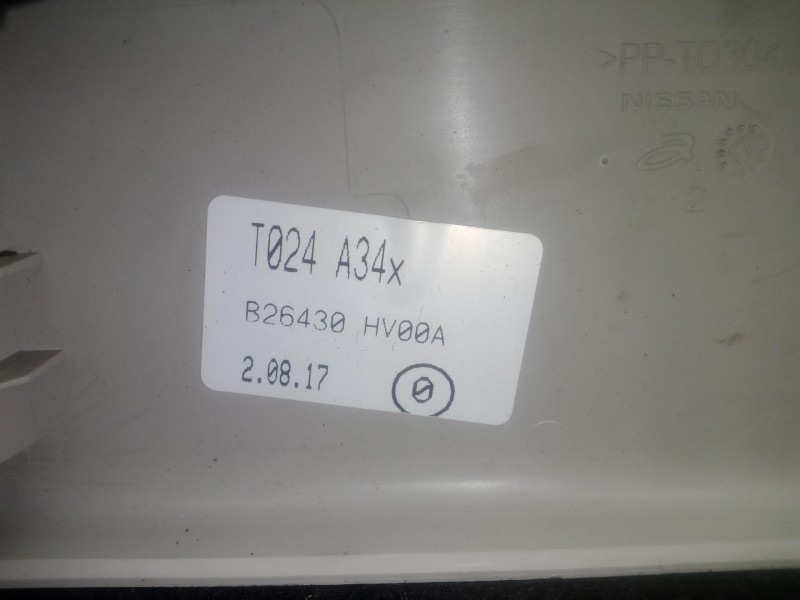 >PP-TD30<
NISSAN
2
T024 A34x
B26430 HV00A
2.08.17
0